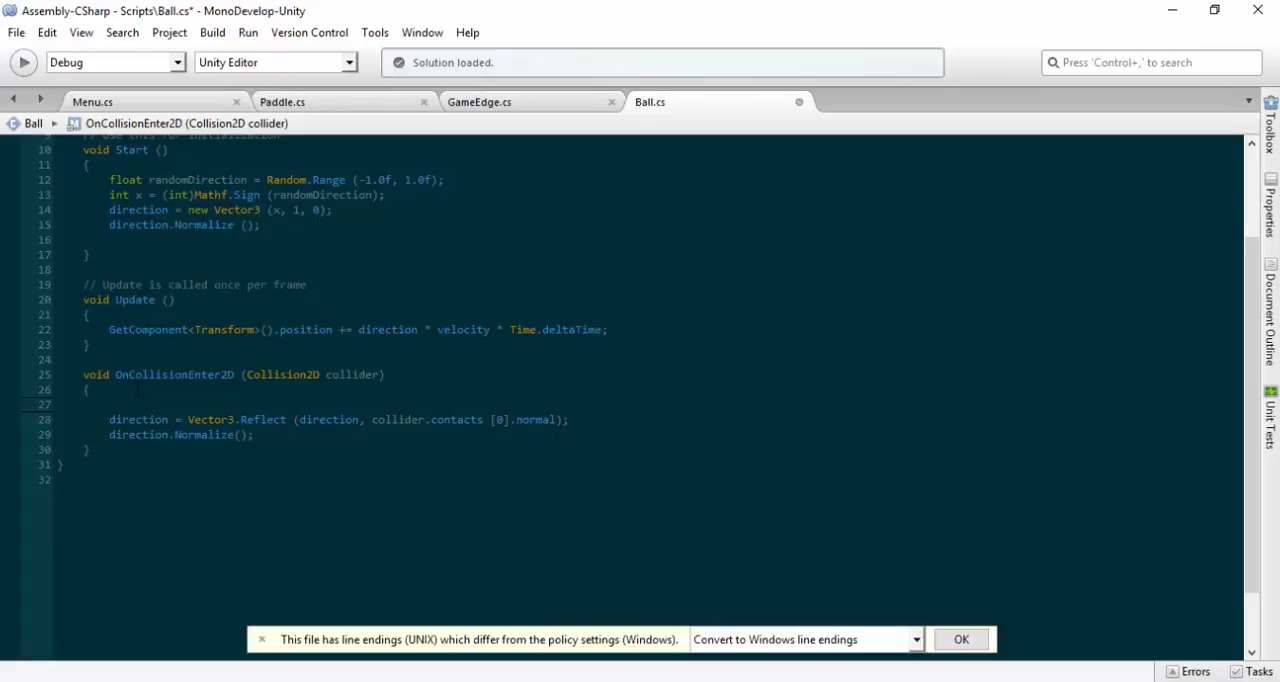 Assembly-CSharp - Scripts\Ball.cs* - MonoDevelop-Unity
File Edit View Search Project Build Run Version Control Tools Window Help
Debug Unity Editor Solution loaded. Press 'Control+,' to search
Menu.cs Paddle.cs GameEdge.cs Ball.cs
Ball OnCollisionEnter2D (Collision2D collider)
9 // Use this for initialization
10 void Start ()
11 {
12 float randomDirection = Random.Range (-1.0f, 1.0f);
13 int x = (int)Mathf.Sign (randomDirection);
14 direction = new Vector3 (x, 1, 0);
15 direction.Normalize ();
16
17 }
18
19 // Update is called once per frame
20 void Update ()
21 {
22 GetComponent<Transform>().position += direction * velocity * Time.deltaTime;
23 }
24
25 void OnCollisionEnter2D (Collision2D collider)
26 {
27
28 direction = Vector3.Reflect (direction, collider.contacts [0].normal);
29 direction.Normalize();
30 }
31 }
32
This file has line endings (UNIX) which differ from the policy settings (Windows). Convert to Windows line endings OK
Errors Tasks
Toolbox
Properties
Document Outline
Unit Tests